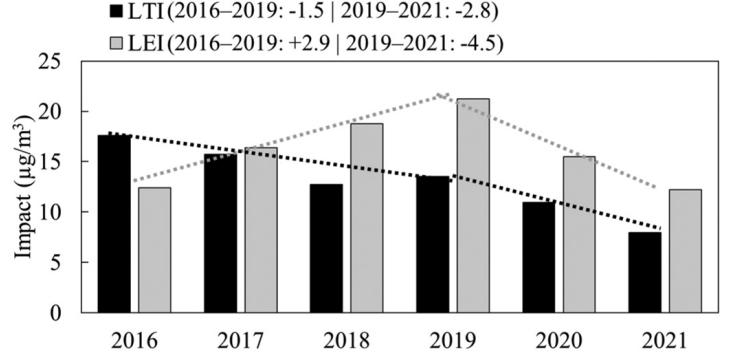 LTI (2016–2019: -1.5 | 2019–2021: -2.8)
LEI (2016–2019: +2.9 | 2019–2021: -4.5)
Impact (μg/m³)
25
20
15
10
5
0
2016 2017 2018 2019 2020 2021